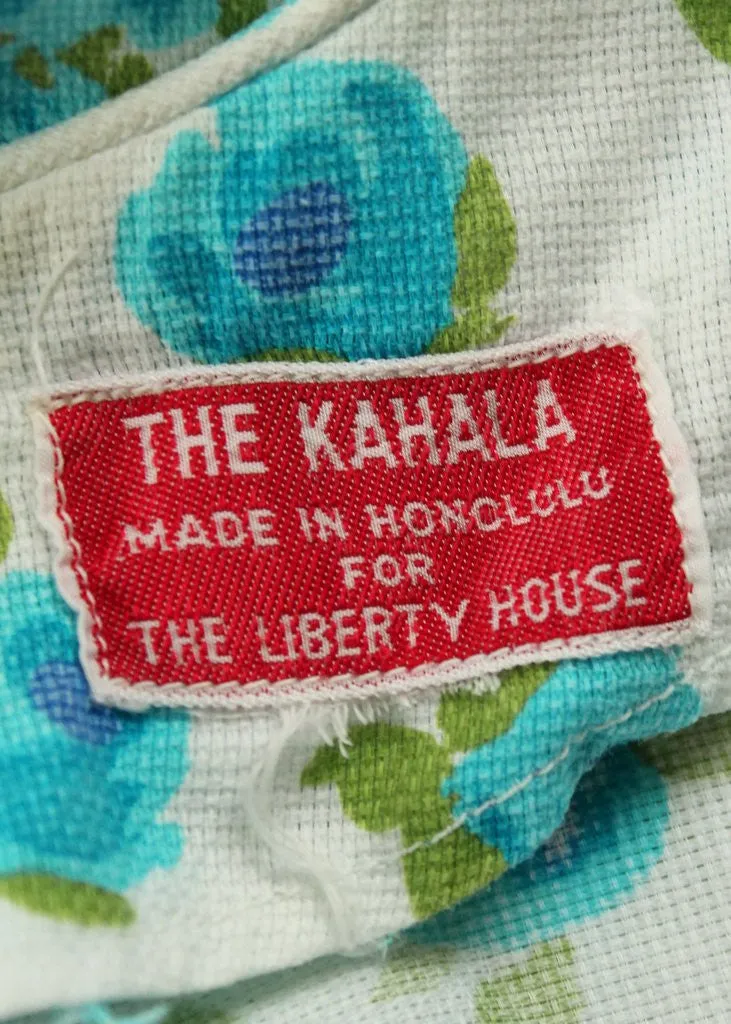 THE KAHALA
MADE IN HONOLULU
FOR
THE LIBERTY HOUSE